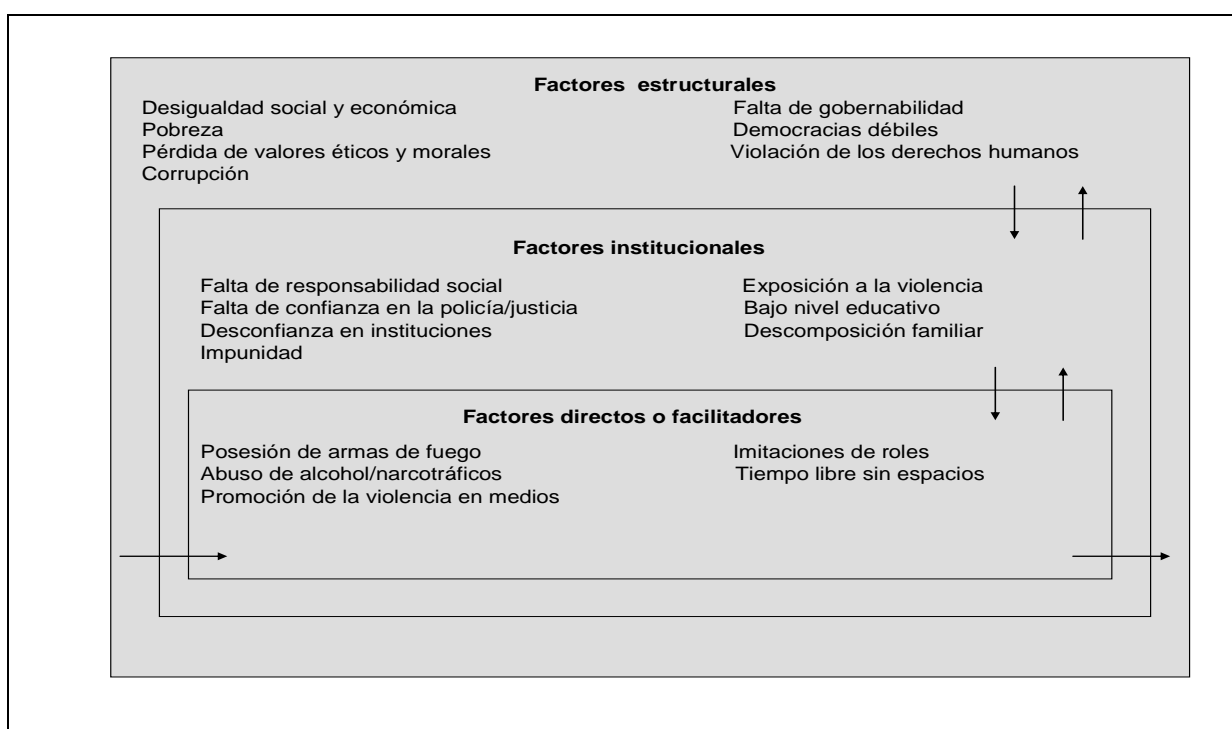 Factores estructurales
Desigualdad social y económica
Pobreza
Pérdida de valores éticos y morales
Corrupción
Falta de gobernabilidad
Democracias débiles
Violación de los derechos humanos
Factores institucionales
Falta de responsabilidad social
Falta de confianza en la policía/justicia
Desconfianza en instituciones
Impunidad
Exposición a la violencia
Bajo nivel educativo
Descomposición familiar
Factores directos o facilitadores
Posesión de armas de fuego
Abuso de alcohol/narcotráficos
Promoción de la violencia en medios
Imitaciones de roles
Tiempo libre sin espacios